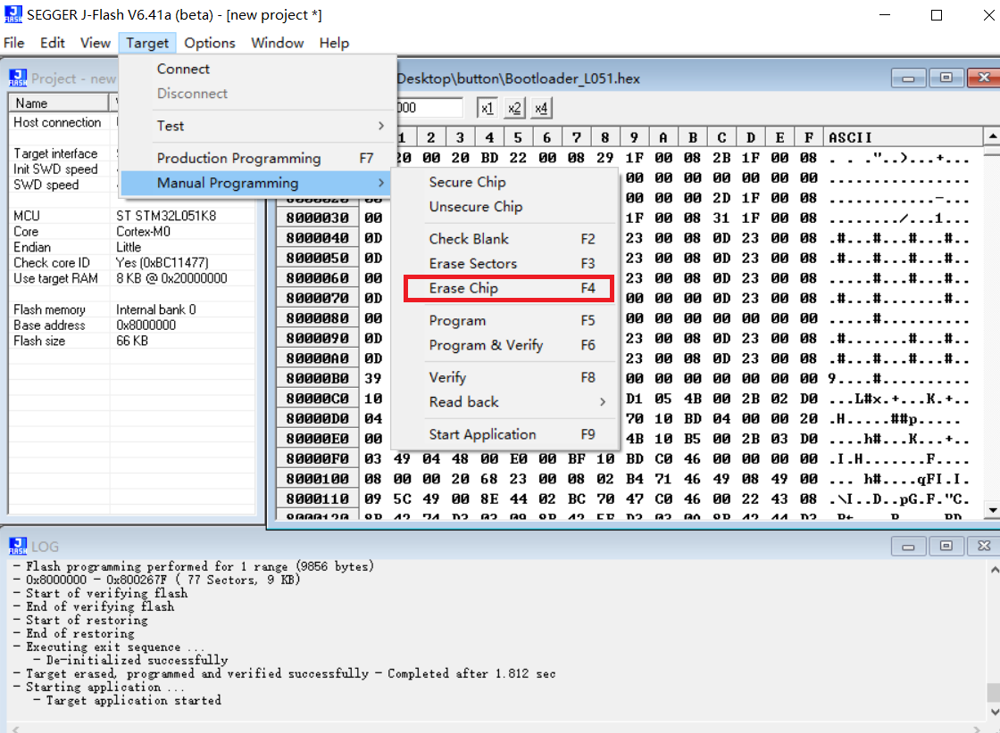 SEGGER J-Flash V6.41a (beta) - [new project *]
File Edit View Target Options Window Help
Project - new
Desktop\button\Bootloader_L051.hex
Name
Host connection
Target interface
Init SWD speed
SWD speed
MCU ST STM32L051K8
Core Cortex-M0
Endian Little
Check core ID Yes (0xBC11477)
Use target RAM 8 KB @ 0x20000000
Flash memory Internal bank 0
Base address 0x8000000
Flash size 66 KB
Connect
Disconnect
Test
Production Programming F7
Manual Programming
Secure Chip
Unsecure Chip
Check Blank F2
Erase Sectors F3
Erase Chip F4
Program F5
Program & Verify F6
Verify F8
Read back
Start Application F9
x1 x2 x4
1 2 3 4 5 6 7 8 9 A B C D E F ASCII
20 00 20 BD 22 00 08 29 1F 00 08 2B 1F 00 08
00 00 00 00 00 00 00
00 00 00 00 2D 1F 00 08
8000030 00 1F 00 08 31 1F 00 08
8000040 0D 23 00 08 0D 23 00 08
8000050 0D 23 00 08 0D 23 00 08
8000060 00 23 00 08 0D 23 00 08
8000070 0D 00 00 00 0D 23 00 08
8000080 00 00 00 00 00 00 00 00
8000090 0D 23 00 08 0D 23 00 08
80000A0 0D 23 00 08 0D 23 00 08
80000B0 39 00 00 00 00 00 00 00
80000C0 10 D1 05 4B 00 2B 02 D0
80000D0 04 70 10 BD 04 00 00 20
80000E0 00 4B 10 B5 00 2B 03 D0
80000F0 03 49 04 48 00 E0 00 BF 10 BD C0 46 00 00 00 00
8000100 08 00 00 20 68 23 00 08 02 B4 71 46 49 08 49 00
8000110 09 5C 49 00 8E 44 02 BC 70 47 C0 46 00 22 43 08
LOG
- Flash programming performed for 1 range (9856 bytes)
- 0x8000000 - 0x800267F ( 77 Sectors, 9 KB)
- Start of verifying flash
- End of verifying flash
- Start of restoring
- End of restoring
- Executing exit sequence ...
- De-initialized successfully
- Target erased, programmed and verified successfully - Completed after 1.812 sec
- Starting application ...
- Target application started